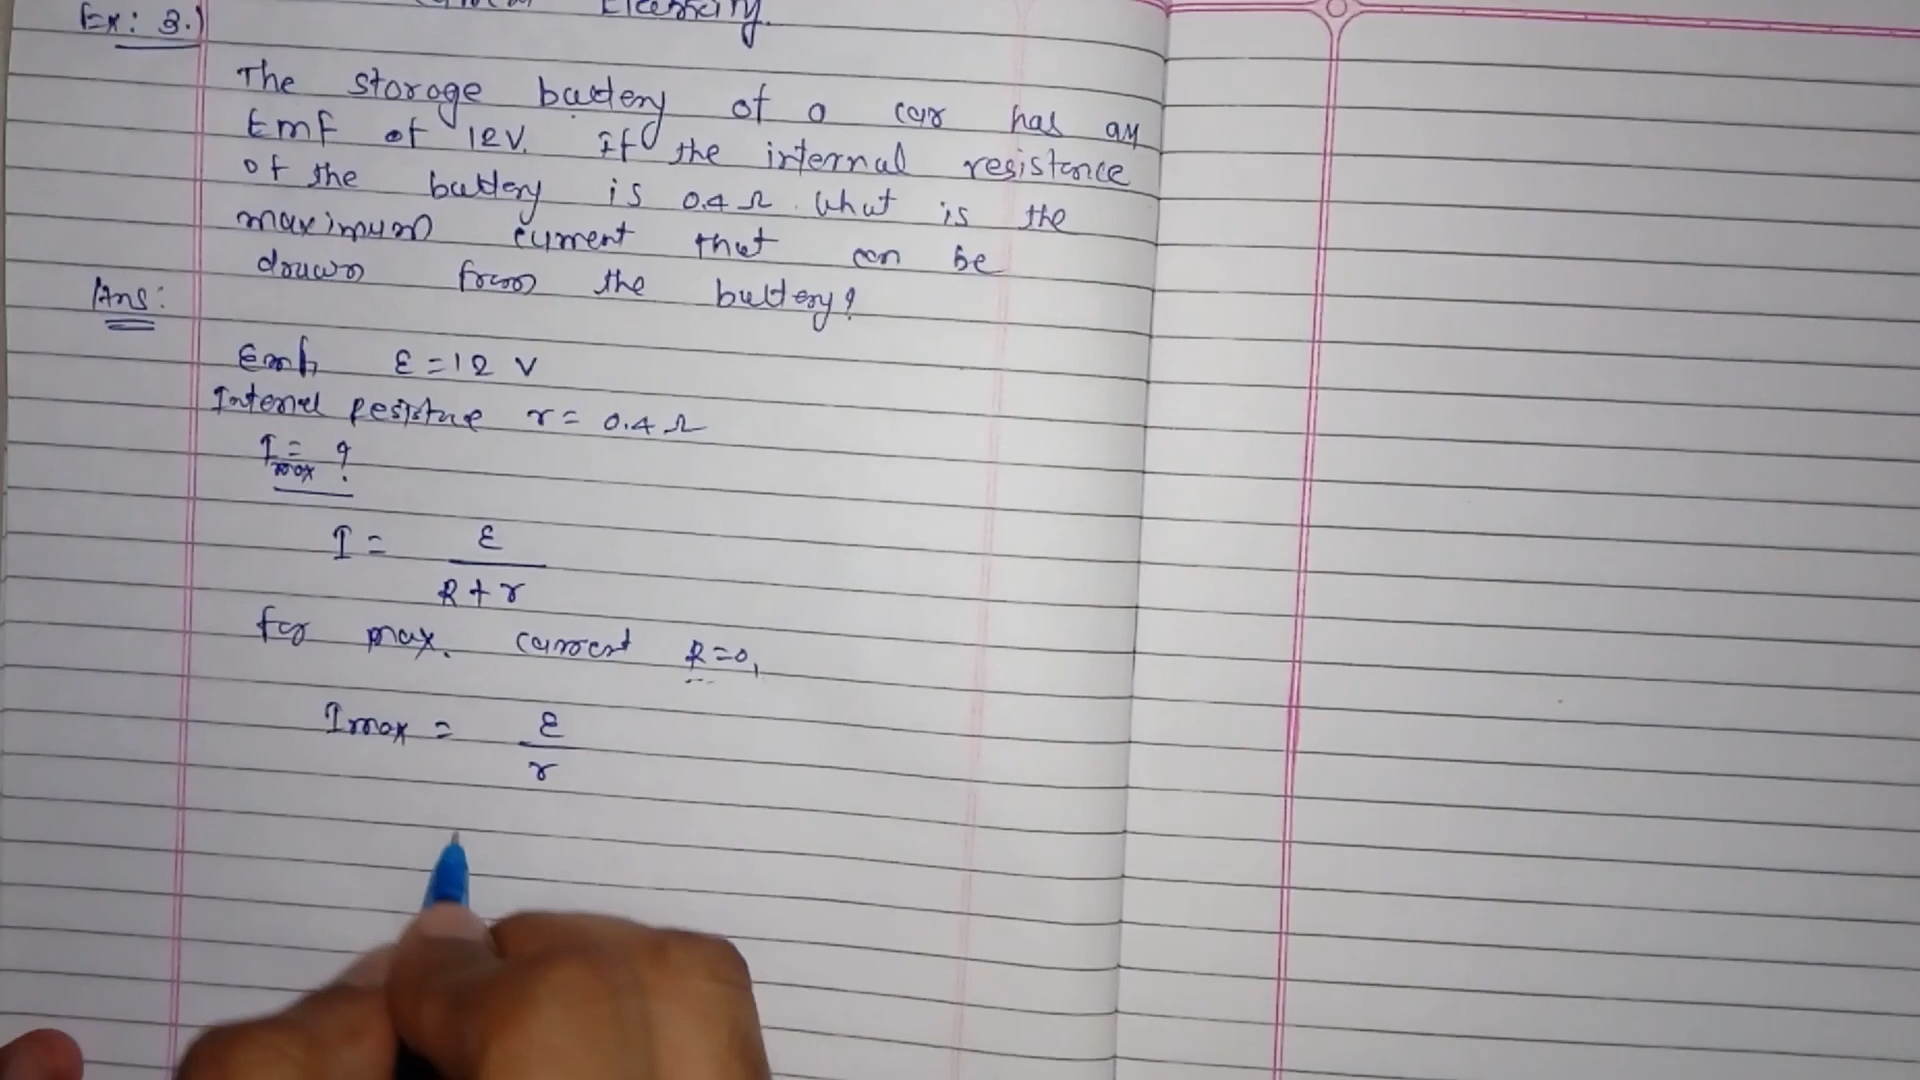 Electricity.
Ex: 3.)
The storage battery of a car has an
Emf of 12V. If the internal resistance
of the battery is 0.4 Ω. What is the
maximum current that can be
drawn from the battery?
Ans:
Emf, ε = 12 V
Internal Resistance r = 0.4 Ω
I max = ?
I = ε / R + r
for max. current R = 0,
Imax = ε / r